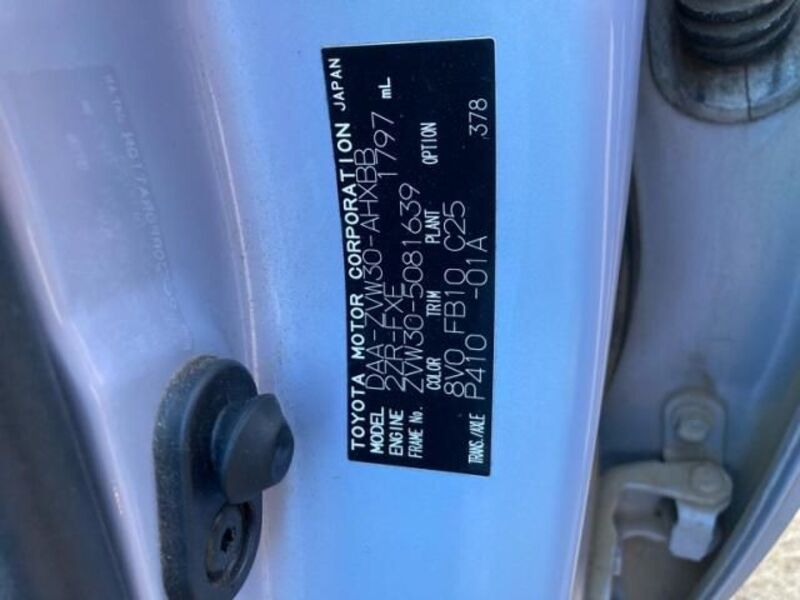 TOYOTA MOTOR CORPORATION JAPAN
MODEL DAA-ZVW30-AHXBB
ENGINE 2ZR-FXE 1797 mL
FRAME No. ZVW30-5081639
COLOR TRIM PLANT OPTION
8V0 FB10 C25 378
TRANS./AXLE P410 -01A